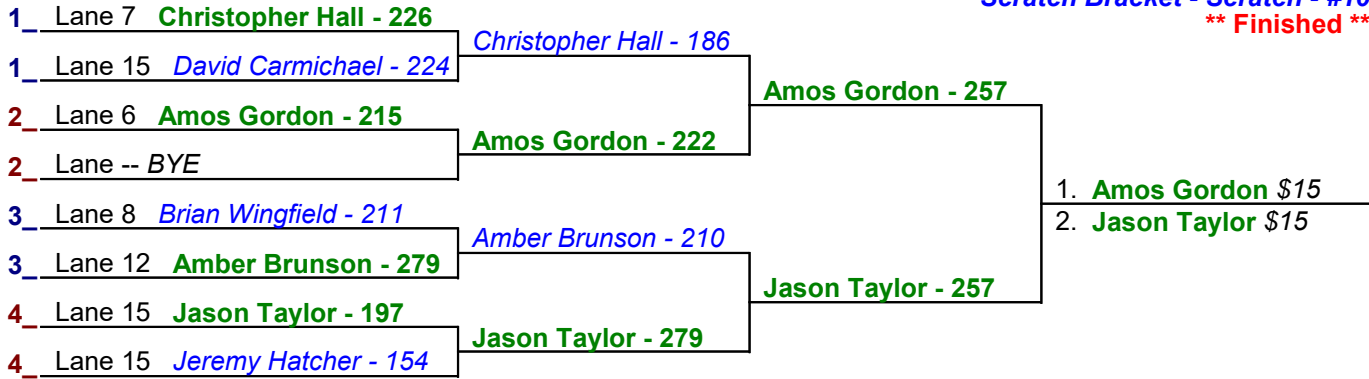 Scratch Bracket - Scratch - #10
** Finished **
1_ Lane 7 Christopher Hall - 226
1_ Lane 15 David Carmichael - 224
2_ Lane 6 Amos Gordon - 215
2_ Lane -- BYE
3_ Lane 8 Brian Wingfield - 211
3_ Lane 12 Amber Brunson - 279
4_ Lane 15 Jason Taylor - 197
4_ Lane 15 Jeremy Hatcher - 154
Christopher Hall - 186
Amos Gordon - 222
Amber Brunson - 210
Jason Taylor - 279
Amos Gordon - 257
Jason Taylor - 257
1. Amos Gordon $15
2. Jason Taylor $15